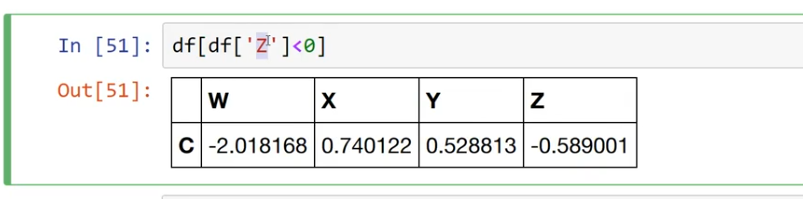 In [51]: df[df['Z']<0]
Out[51]:
W X Y Z
C -2.018168 0.740122 0.528813 -0.589001